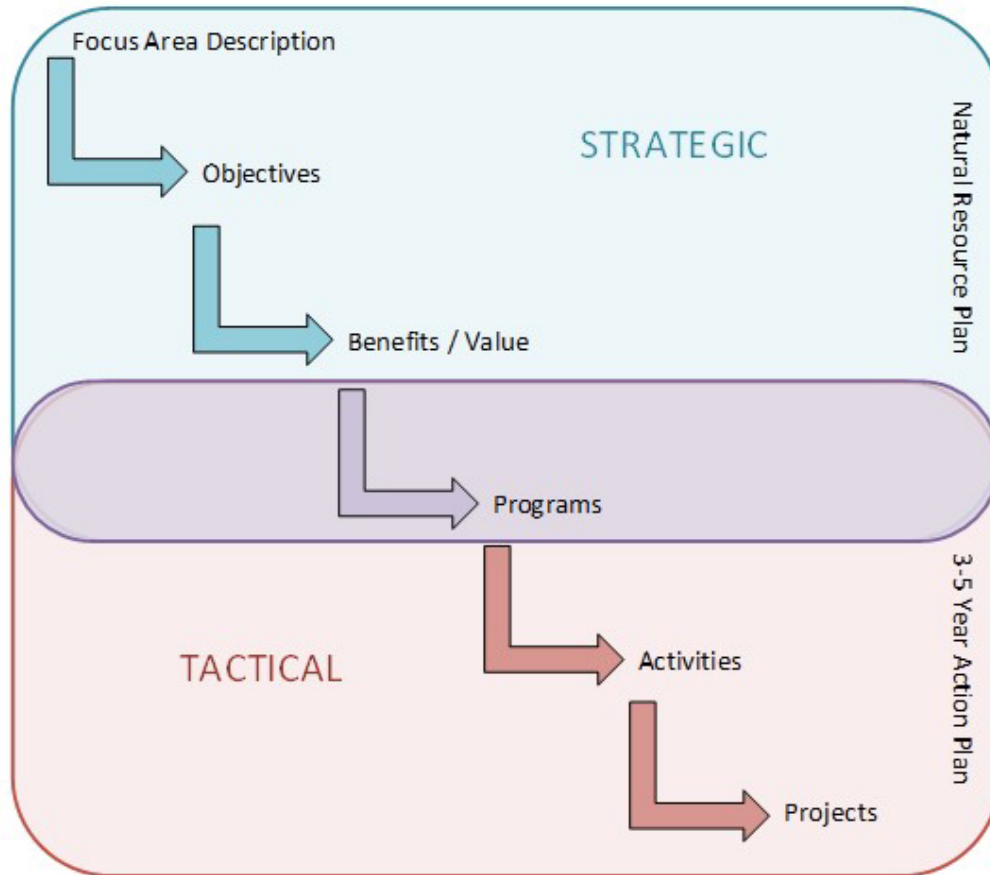 Focus Area Description
STRATEGIC
Natural Resource Plan
Objectives
Benefits / Value
Programs
3-5 Year Action Plan
TACTICAL
Activities
Projects